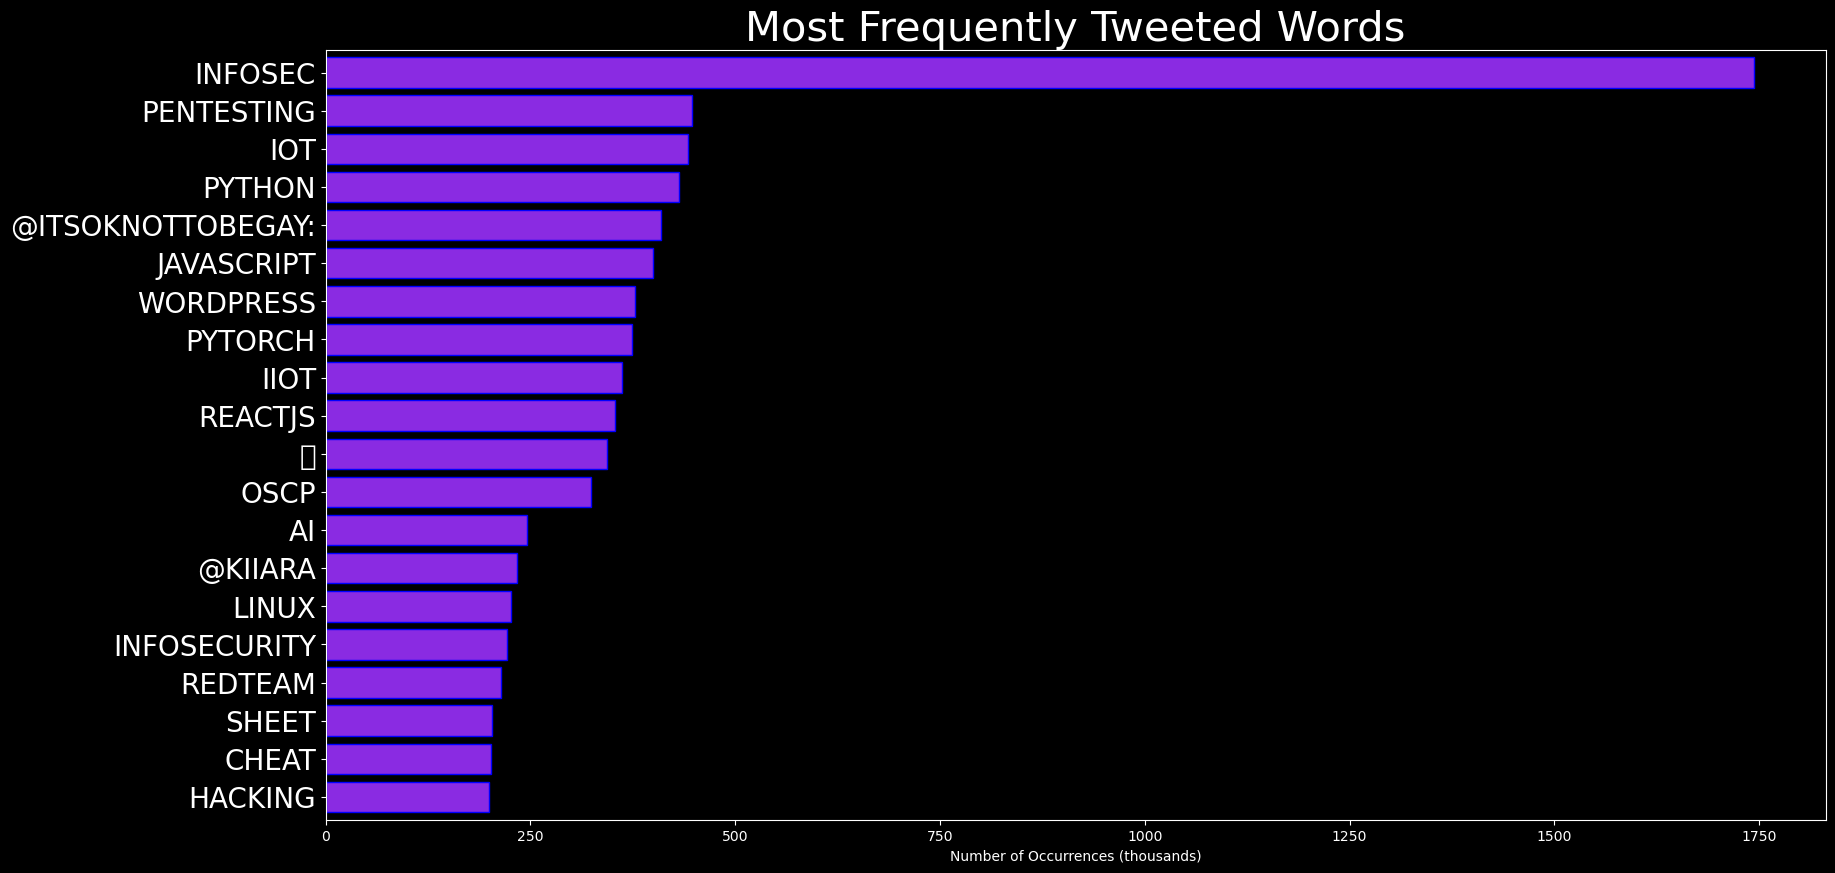 Most Frequently Tweeted Words
INFOSEC
PENTESTING
IOT
PYTHON
@ITSOKNOTTOBEGAY:
JAVASCRIPT
WORDPRESS
PYTORCH
IIOT
REACTJS
OSCP
AI
@KIIARA
LINUX
INFOSECURITY
REDTEAM
SHEET
CHEAT
HACKING
0 250 500 750 1000 1250 1500 1750
Number of Occurrences (thousands)